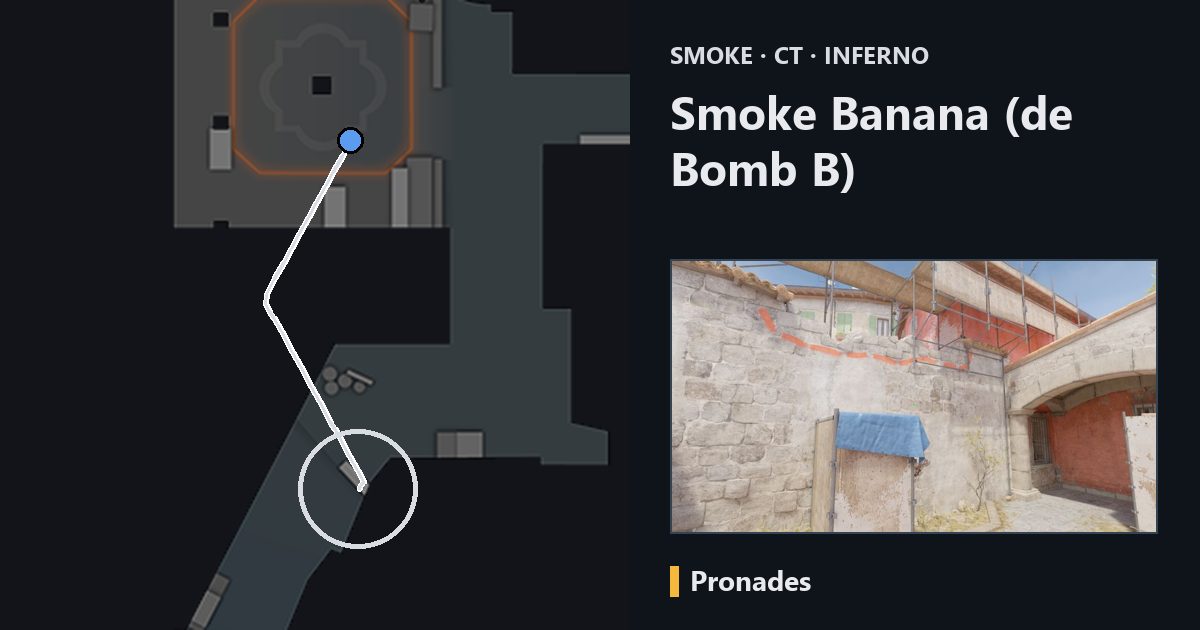 SMOKE · CT · INFERNO
Smoke Banana (de
Bomb B)
Pronades